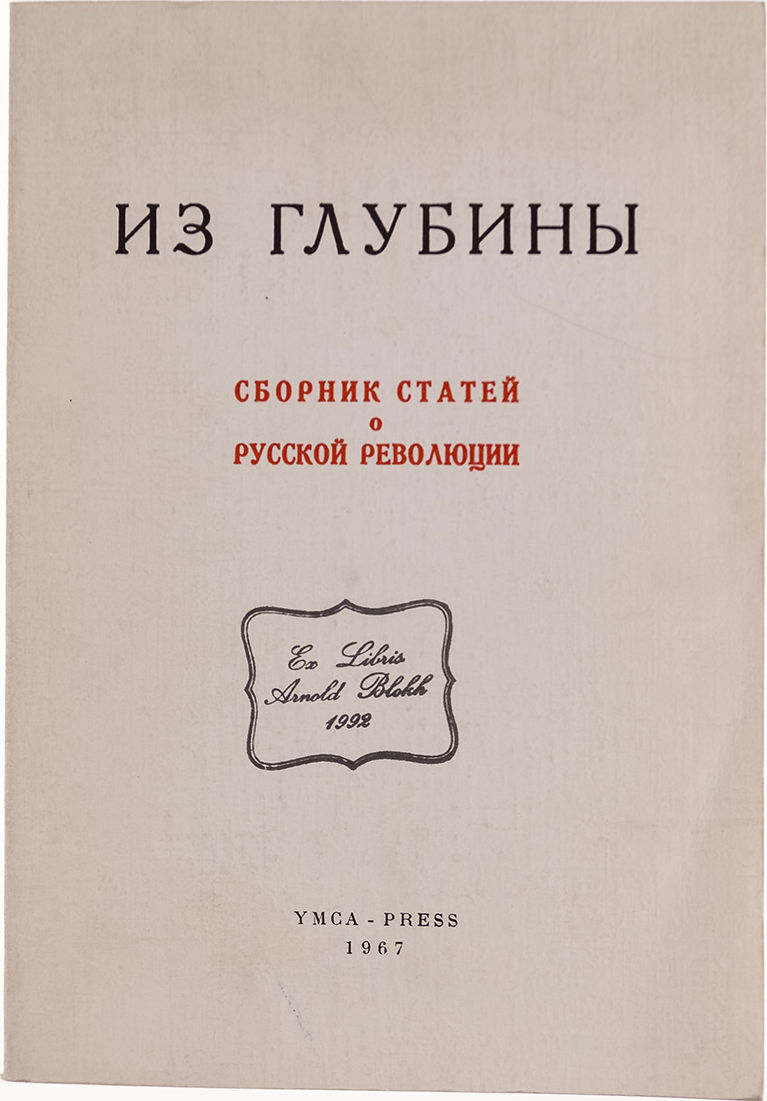 ИЗ ГЛУБИНЫ
СБОРНИК СТАТЕЙ
о
РУССКОЙ РЕВОЛЮЦИИ
Ex Libris
Arnold Blokh
1992
YMCA - PRESS
1967